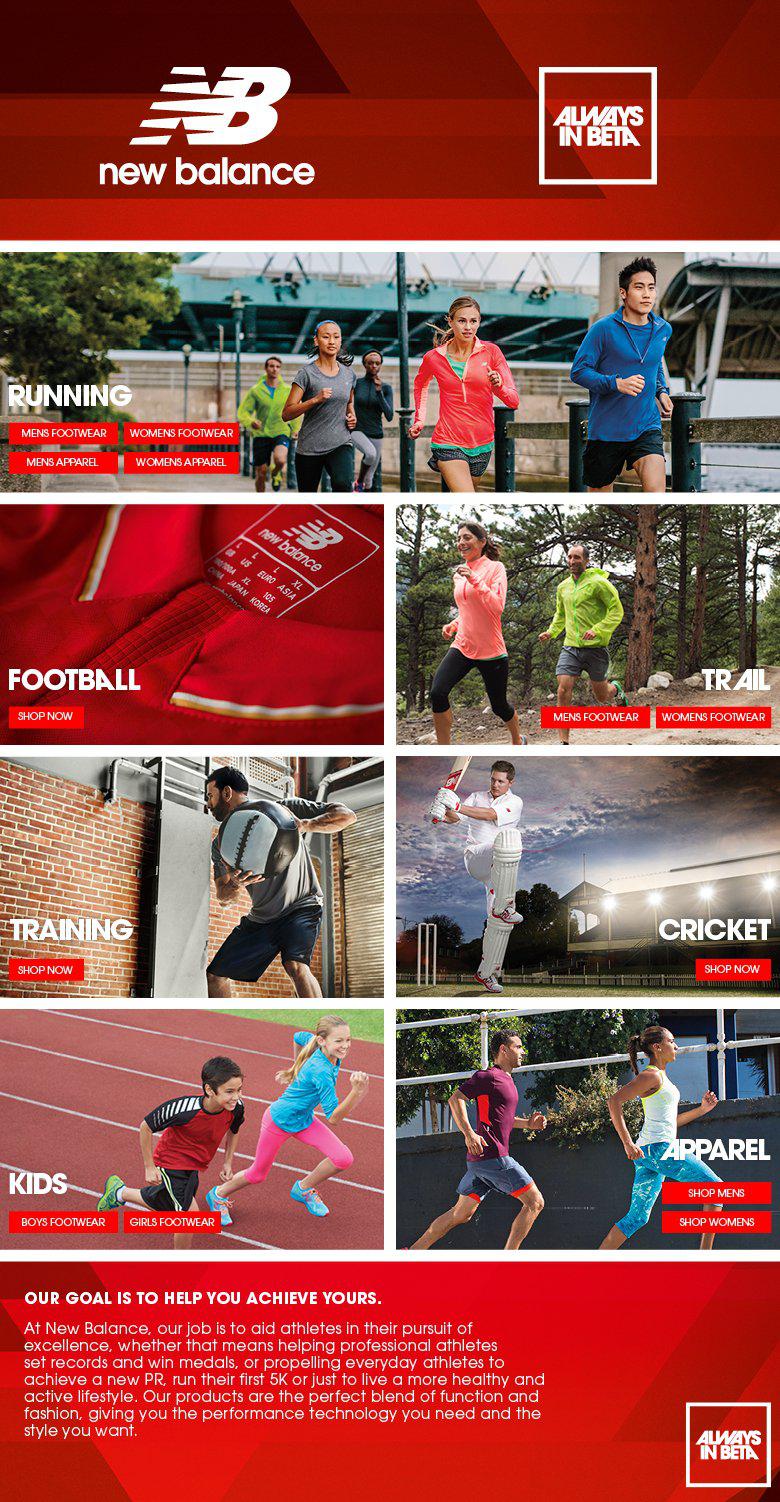 NB
new balance
ALWAYS
IN BETA
RUNNING
MENS FOOTWEAR
WOMENS FOOTWEAR
MENS APPAREL
WOMENS APPAREL
new balance
L L L XL
GB US EURO ASIA
XL 105
CHINA JAPAN KOREA
FOOTBALL
SHOP NOW
TRAIL
MENS FOOTWEAR
WOMENS FOOTWEAR
TRAINING
SHOP NOW
CRICKET
SHOP NOW
KIDS
BOYS FOOTWEAR
GIRLS FOOTWEAR
APPAREL
SHOP MENS
SHOP WOMENS
OUR GOAL IS TO HELP YOU ACHIEVE YOURS.
At New Balance, our job is to aid athletes in their pursuit of
excellence, whether that means helping professional athletes
set records and win medals, or propelling everyday athletes to
achieve a new PR, run their first 5K or just to live a more healthy and
active lifestyle. Our products are the perfect blend of function and
fashion, giving you the performance technology you need and the
style you want.
ALWAYS
IN BETA